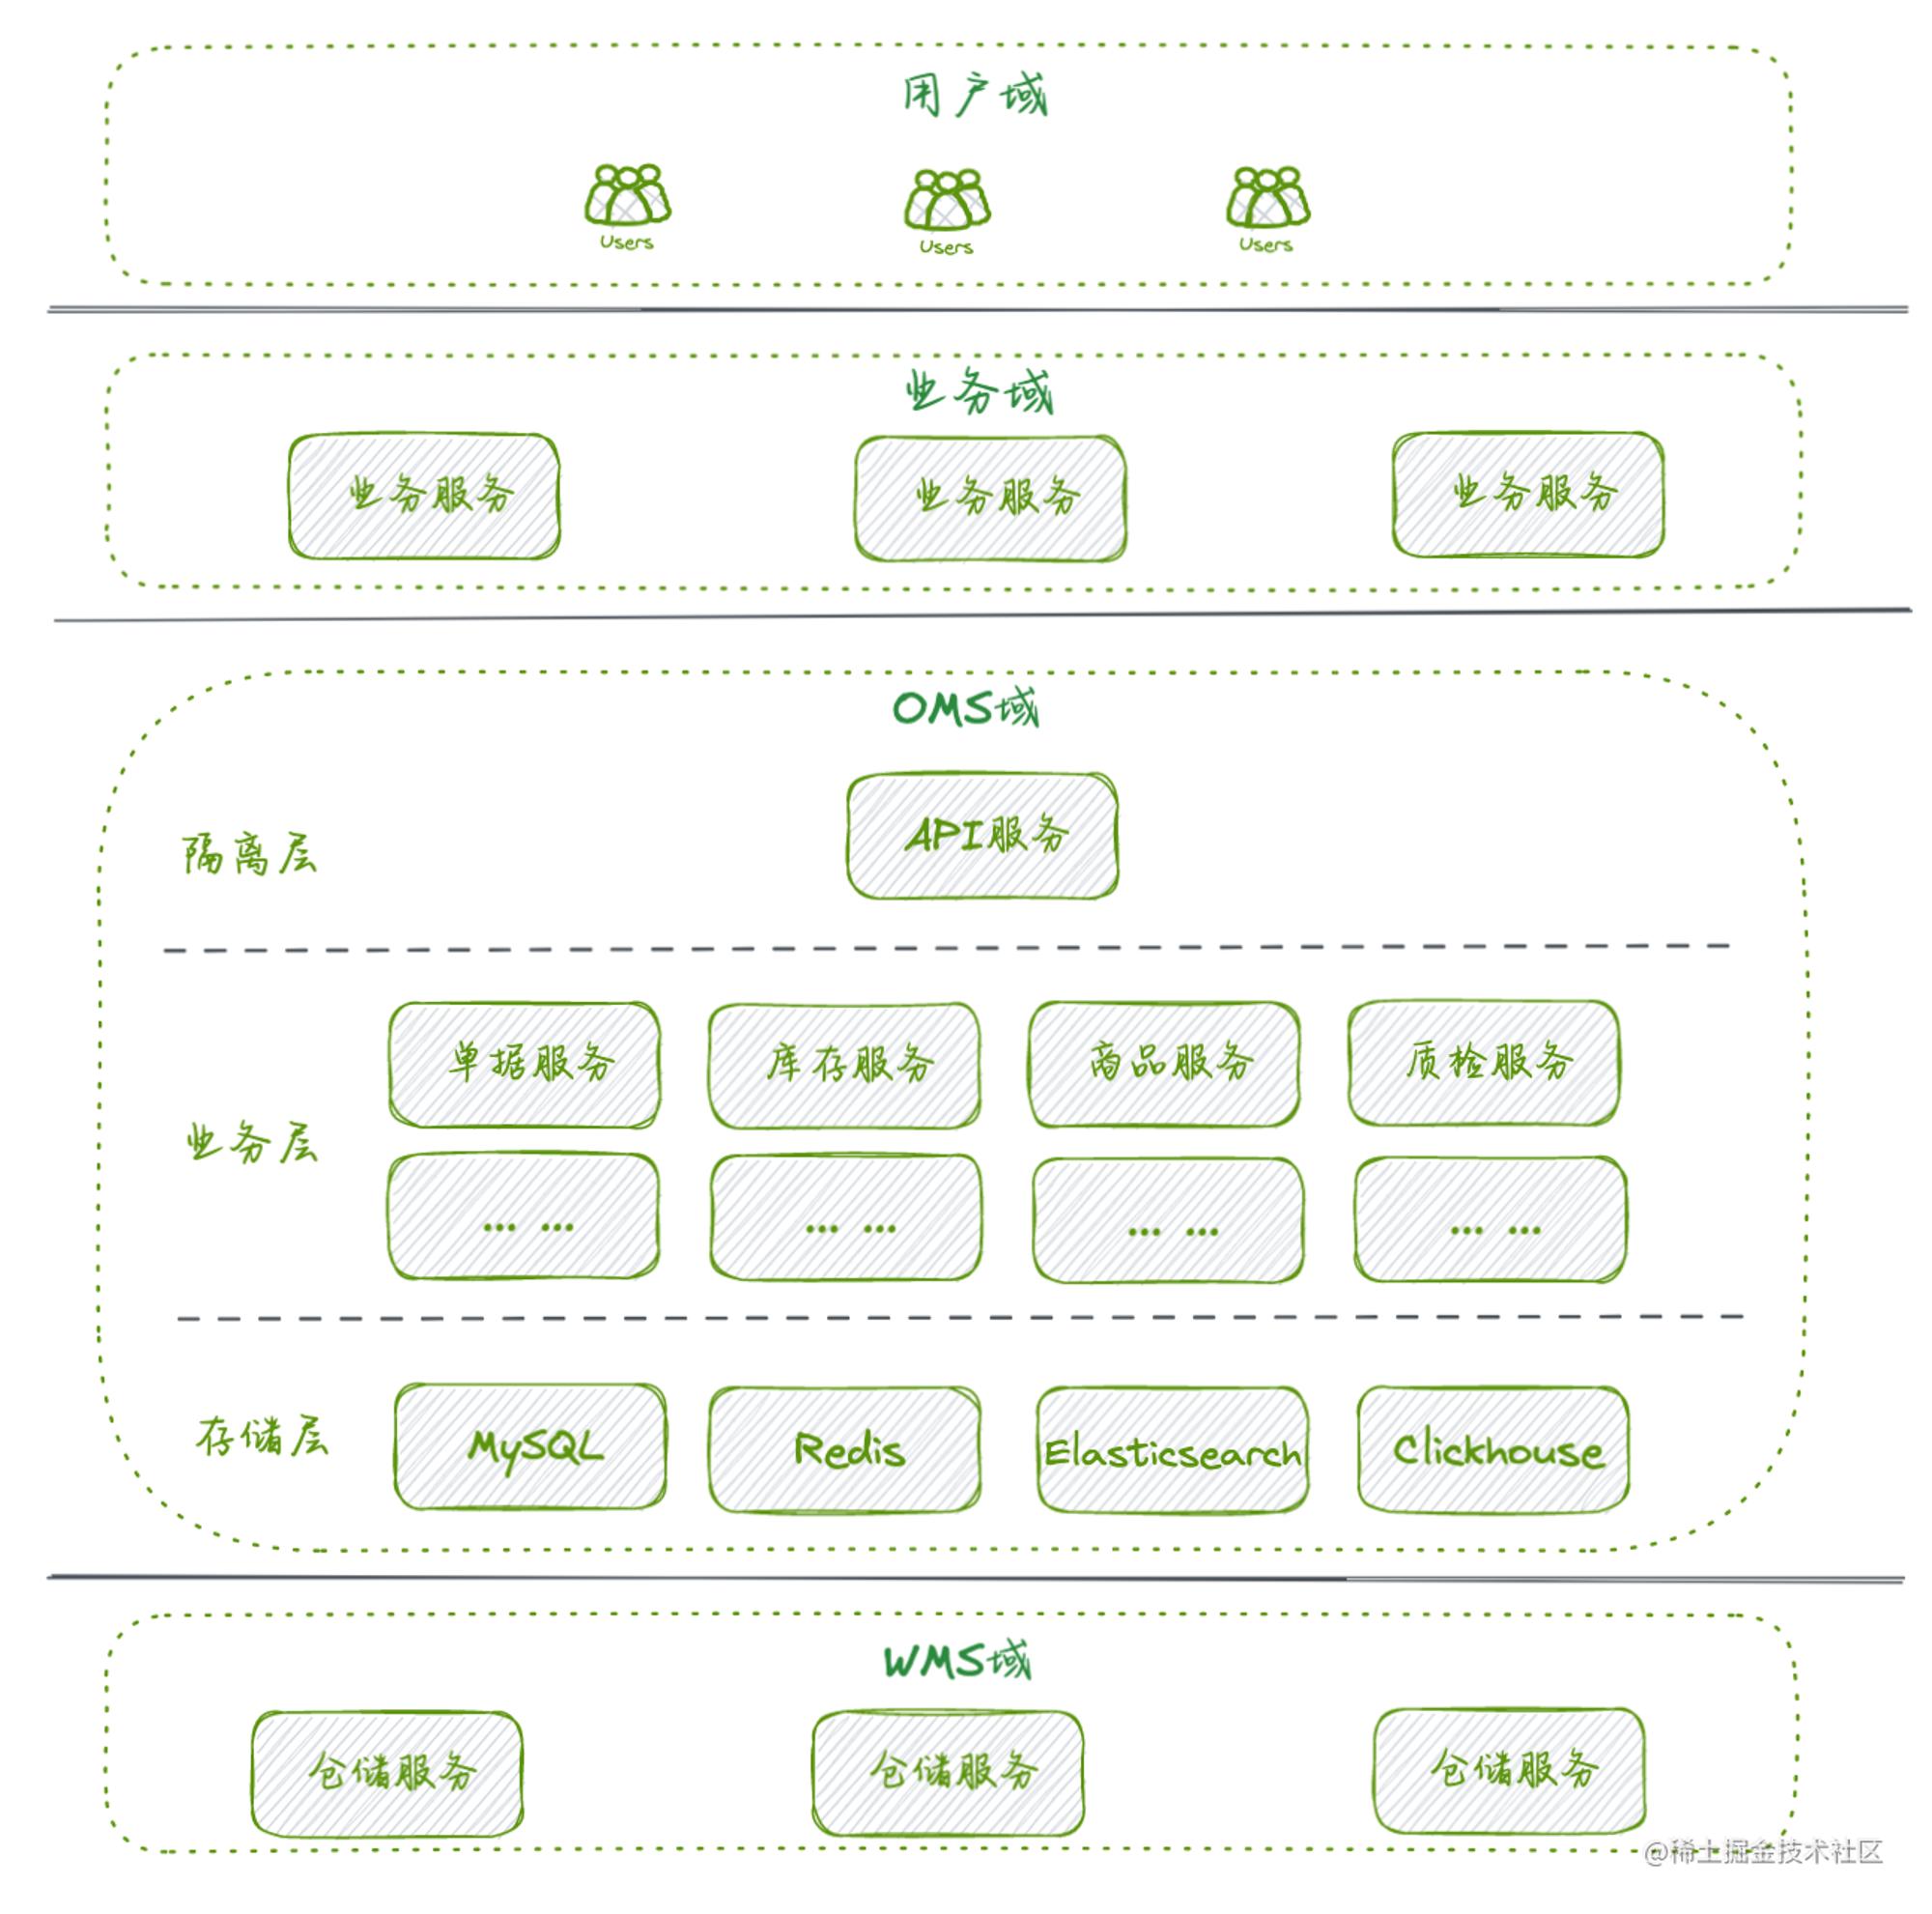 用户域
Users
Users
Users
业务域
业务服务
业务服务
业务服务
OMS域
隔离层
API服务
业务层
单据服务
库存服务
商品服务
质检服务
... ...
... ...
... ...
... ...
存储层
MySQL
Redis
Elasticsearch
Clickhouse
WMS域
仓储服务
仓储服务
仓储服务
@稀土掘金技术社区